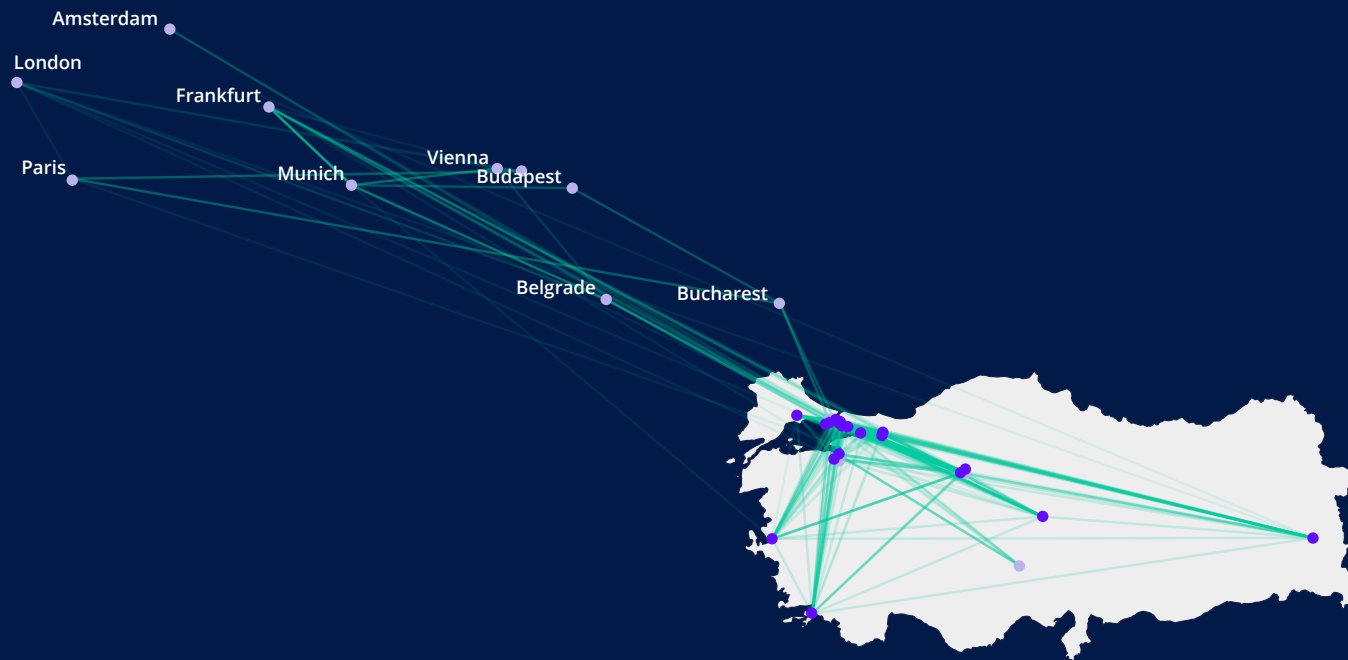 Amsterdam
London
Frankfurt
Vienna
Paris
Munich
Budapest
Belgrade
Bucharest